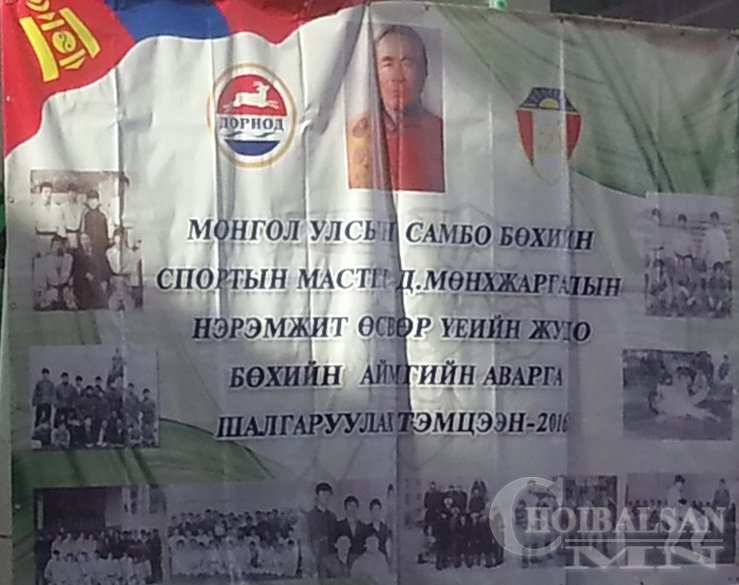 ДОРНОД
МОНГОЛ УЛСЫН САМБО БӨХИЙН
СПОРТЫН МАСТЕР Д.МӨНХЖАРГАЛЫН
НЭРЭМЖИТ ӨСВӨР ҮЕИЙН ЖУДО
БӨХИЙН АЙМГИЙН АВАРГА
ШАЛГАРУУЛАХ ТЭМЦЭЭН-2016
CHOIBALSAN
MN